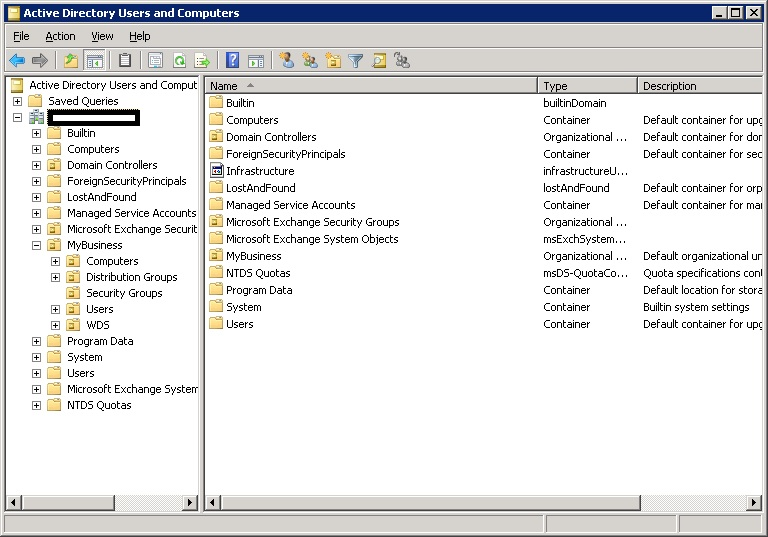 Active Directory Users and Computers
File Action View Help
Active Directory Users and Comput
Saved Queries
Builtin
Computers
Domain Controllers
ForeignSecurityPrincipals
LostAndFound
Managed Service Accounts
Microsoft Exchange Securit
MyBusiness
Computers
Distribution Groups
Security Groups
Users
WDS
Program Data
System
Users
Microsoft Exchange System
NTDS Quotas
Name Type Description
Builtin builtinDomain
Computers Container Default container for upg
Domain Controllers Organizational ... Default container for dor
ForeignSecurityPrincipals Container Default container for sec
Infrastructure infrastructureU...
LostAndFound lostAndFound Default container for orp
Managed Service Accounts Container Default container for mar
Microsoft Exchange Security Groups Organizational ...
Microsoft Exchange System Objects msExchSystem...
MyBusiness Organizational ... Default organizational un
NTDS Quotas msDS-QuotaCo... Quota specifications cont
Program Data Container Default location for stora
System Container Builtin system settings
Users Container Default container for upg